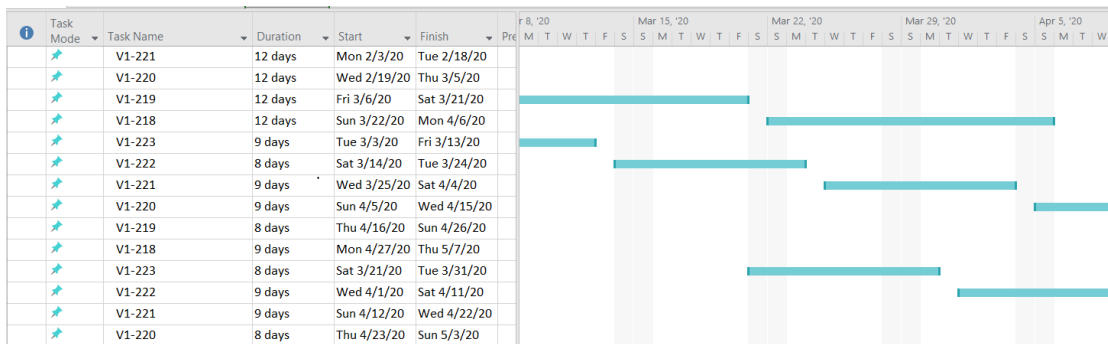 r 8, '20 Mar 15, '20 Mar 22, '20 Mar 29, '20 Apr 5, '20
Task Mode Task Name Duration Start Finish Pre M T W T F S S M T W T F S S M T W T F S S M T W T F S S M T W
V1-221 12 days Mon 2/3/20 Tue 2/18/20
V1-220 12 days Wed 2/19/20 Thu 3/5/20
V1-219 12 days Fri 3/6/20 Sat 3/21/20
V1-218 12 days Sun 3/22/20 Mon 4/6/20
V1-223 9 days Tue 3/3/20 Fri 3/13/20
V1-222 8 days Sat 3/14/20 Tue 3/24/20
V1-221 9 days Wed 3/25/20 Sat 4/4/20
V1-220 9 days Sun 4/5/20 Wed 4/15/20
V1-219 8 days Thu 4/16/20 Sun 4/26/20
V1-218 9 days Mon 4/27/20 Thu 5/7/20
V1-223 8 days Sat 3/21/20 Tue 3/31/20
V1-222 9 days Wed 4/1/20 Sat 4/11/20
V1-221 9 days Sun 4/12/20 Wed 4/22/20
V1-220 8 days Thu 4/23/20 Sun 5/3/20